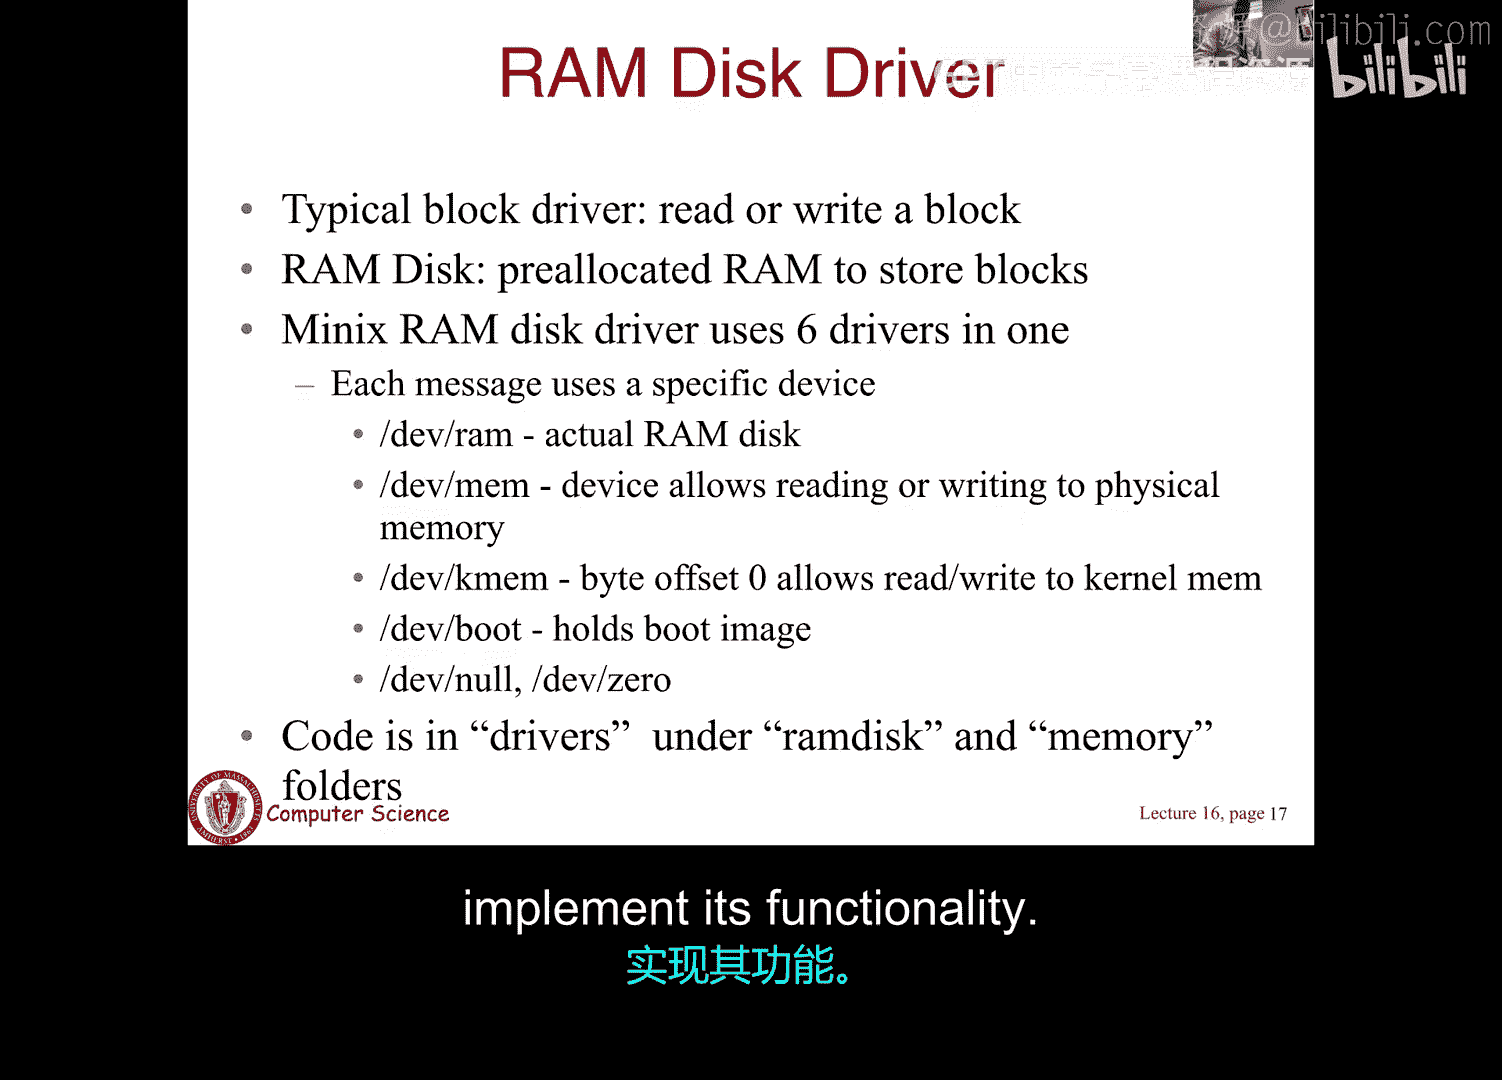 @bilibili.com
bilibili
RAM Disk Driver
• Typical block driver: read or write a block
• RAM Disk: preallocated RAM to store blocks
• Minix RAM disk driver uses 6 drivers in one
– Each message uses a specific device
• /dev/ram - actual RAM disk
• /dev/mem - device allows reading or writing to physical
memory
• /dev/kmem - byte offset 0 allows read/write to kernel mem
• /dev/boot - holds boot image
• /dev/null, /dev/zero
• Code is in “drivers” under “ramdisk” and “memory”
folders
Computer Science
Lecture 16, page 17
implement its functionality.
实现其功能。